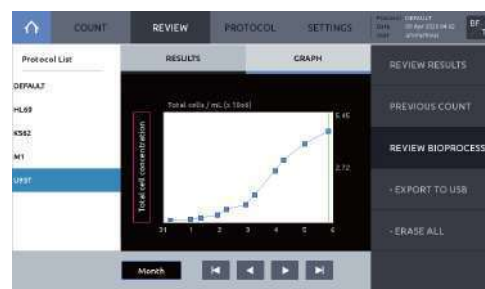 COUNT
REVIEW
PROTOCOL
SETTINGS
BF
Protocol List
RESULTS
GRAPH
REVIEW RESULTS
DEFAULT
HL60
K562
M1
U937
Total cells / mL (x 10e6)
Total cell concentration
5.45
2.72
31 1 2 3 4 5 6
PREVIOUS COUNT
REVIEW BIOPROCESS
- EXPORT TO USB
- ERASE ALL
Month